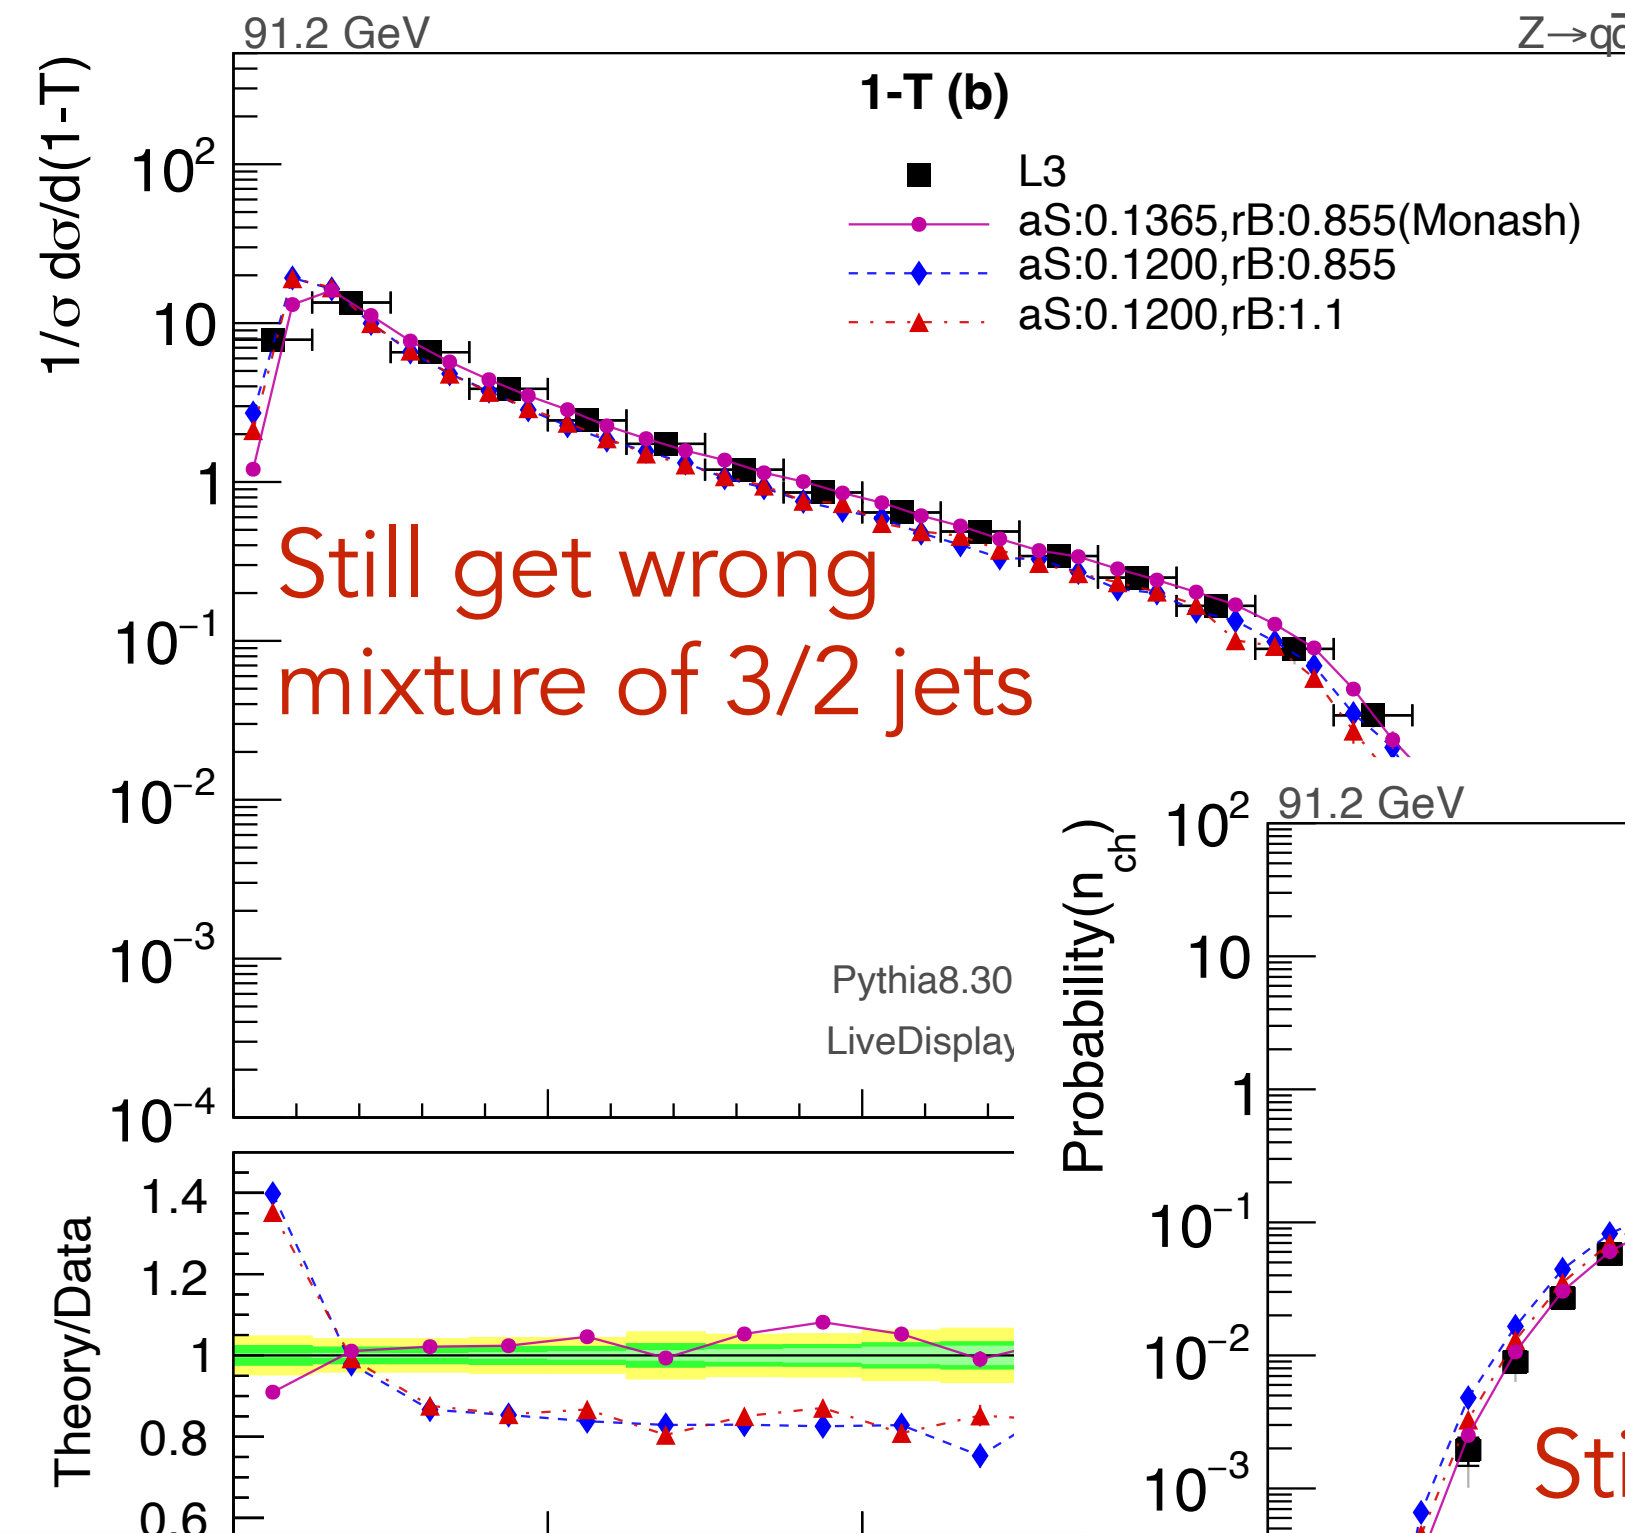 91.2 GeV
1/σ dσ/d(1-T)
1-T (b)
L3
aS:0.1365,rB:0.855(Monash)
aS:0.1200,rB:0.855
aS:0.1200,rB:1.1
10²
10
1
10⁻¹
10⁻²
10⁻³
10⁻⁴
Still get wrong
mixture of 3/2 jets
Pythia8.30
LiveDisplay
Theory/Data
1.4
1.2
1
0.8
0.6
91.2 GeV
Probability(n_ch)
10²
10
1
10⁻¹
10⁻²
10⁻³